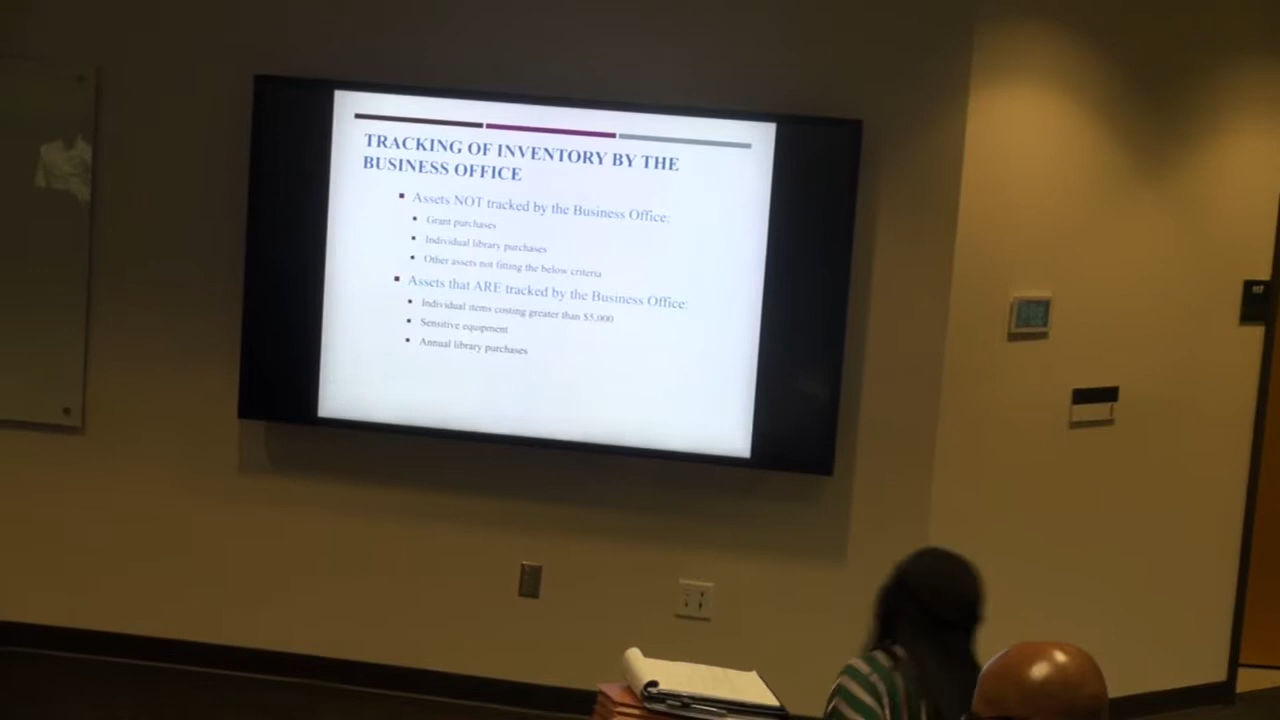 TRACKING OF INVENTORY BY THE
BUSINESS OFFICE
Assets NOT tracked by the Business Office:
Grant purchases
Individual library purchases
Other assets not fitting the below criteria
Assets that ARE tracked by the Business Office:
Individual items costing greater than $5,000
Sensitive equipment
Annual library purchases
117